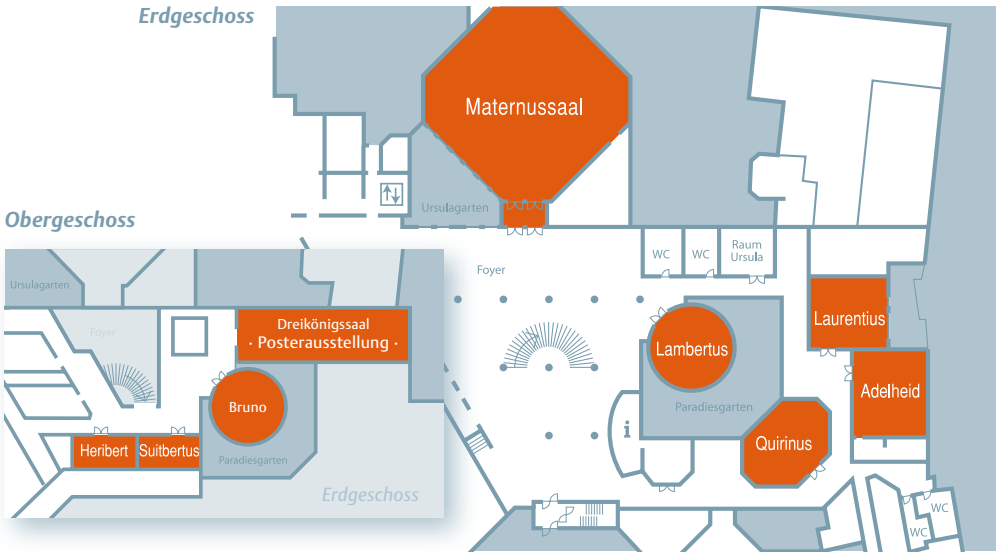 Erdgeschoss
Maternussaal
Ursulagarten
Obergeschoss
WC
WC
Raum
Ursula
Foyer
Laurentius
Lambertus
Adelheid
Paradiesgarten
Quirinus
i
WC
WC
Ursulagarten
Foyer
Dreikönigssaal
· Posterausstellung ·
Bruno
Heribert
Suitbertus
Paradiesgarten
Erdgeschoss